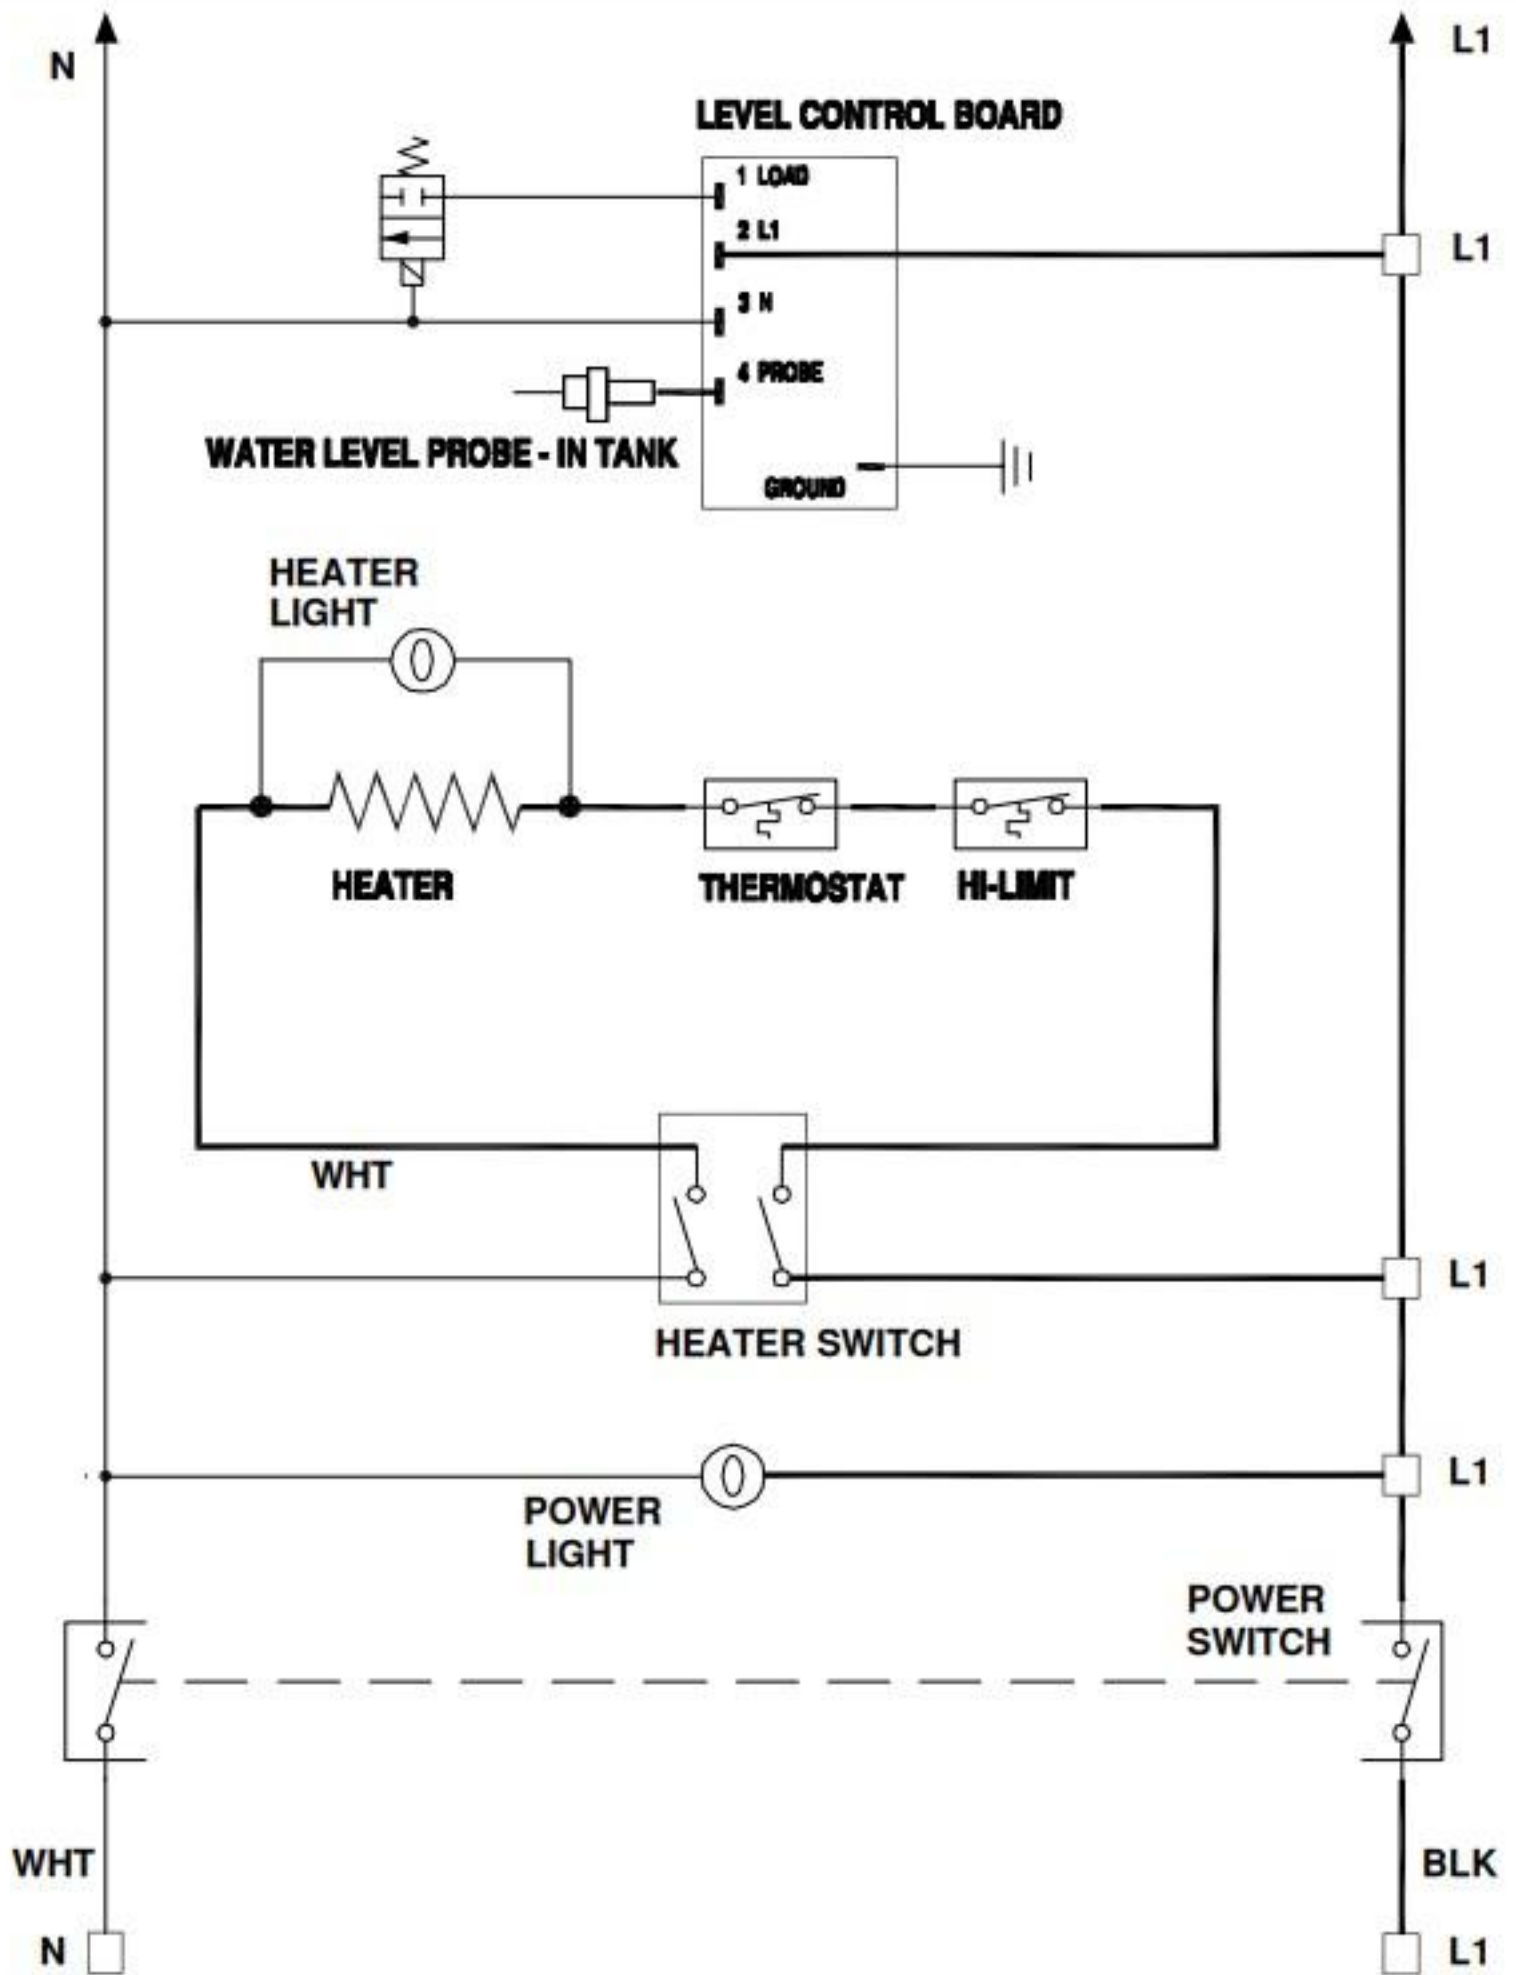 N
L1
LEVEL CONTROL BOARD
1 LOAD
2 L1
L1
3 N
4 PROBE
WATER LEVEL PROBE - IN TANK
GROUND
HEATER
LIGHT
HEATER
THERMOSTAT
HI-LIMIT
WHT
L1
HEATER SWITCH
L1
POWER
LIGHT
POWER
SWITCH
WHT
BLK
N
L1